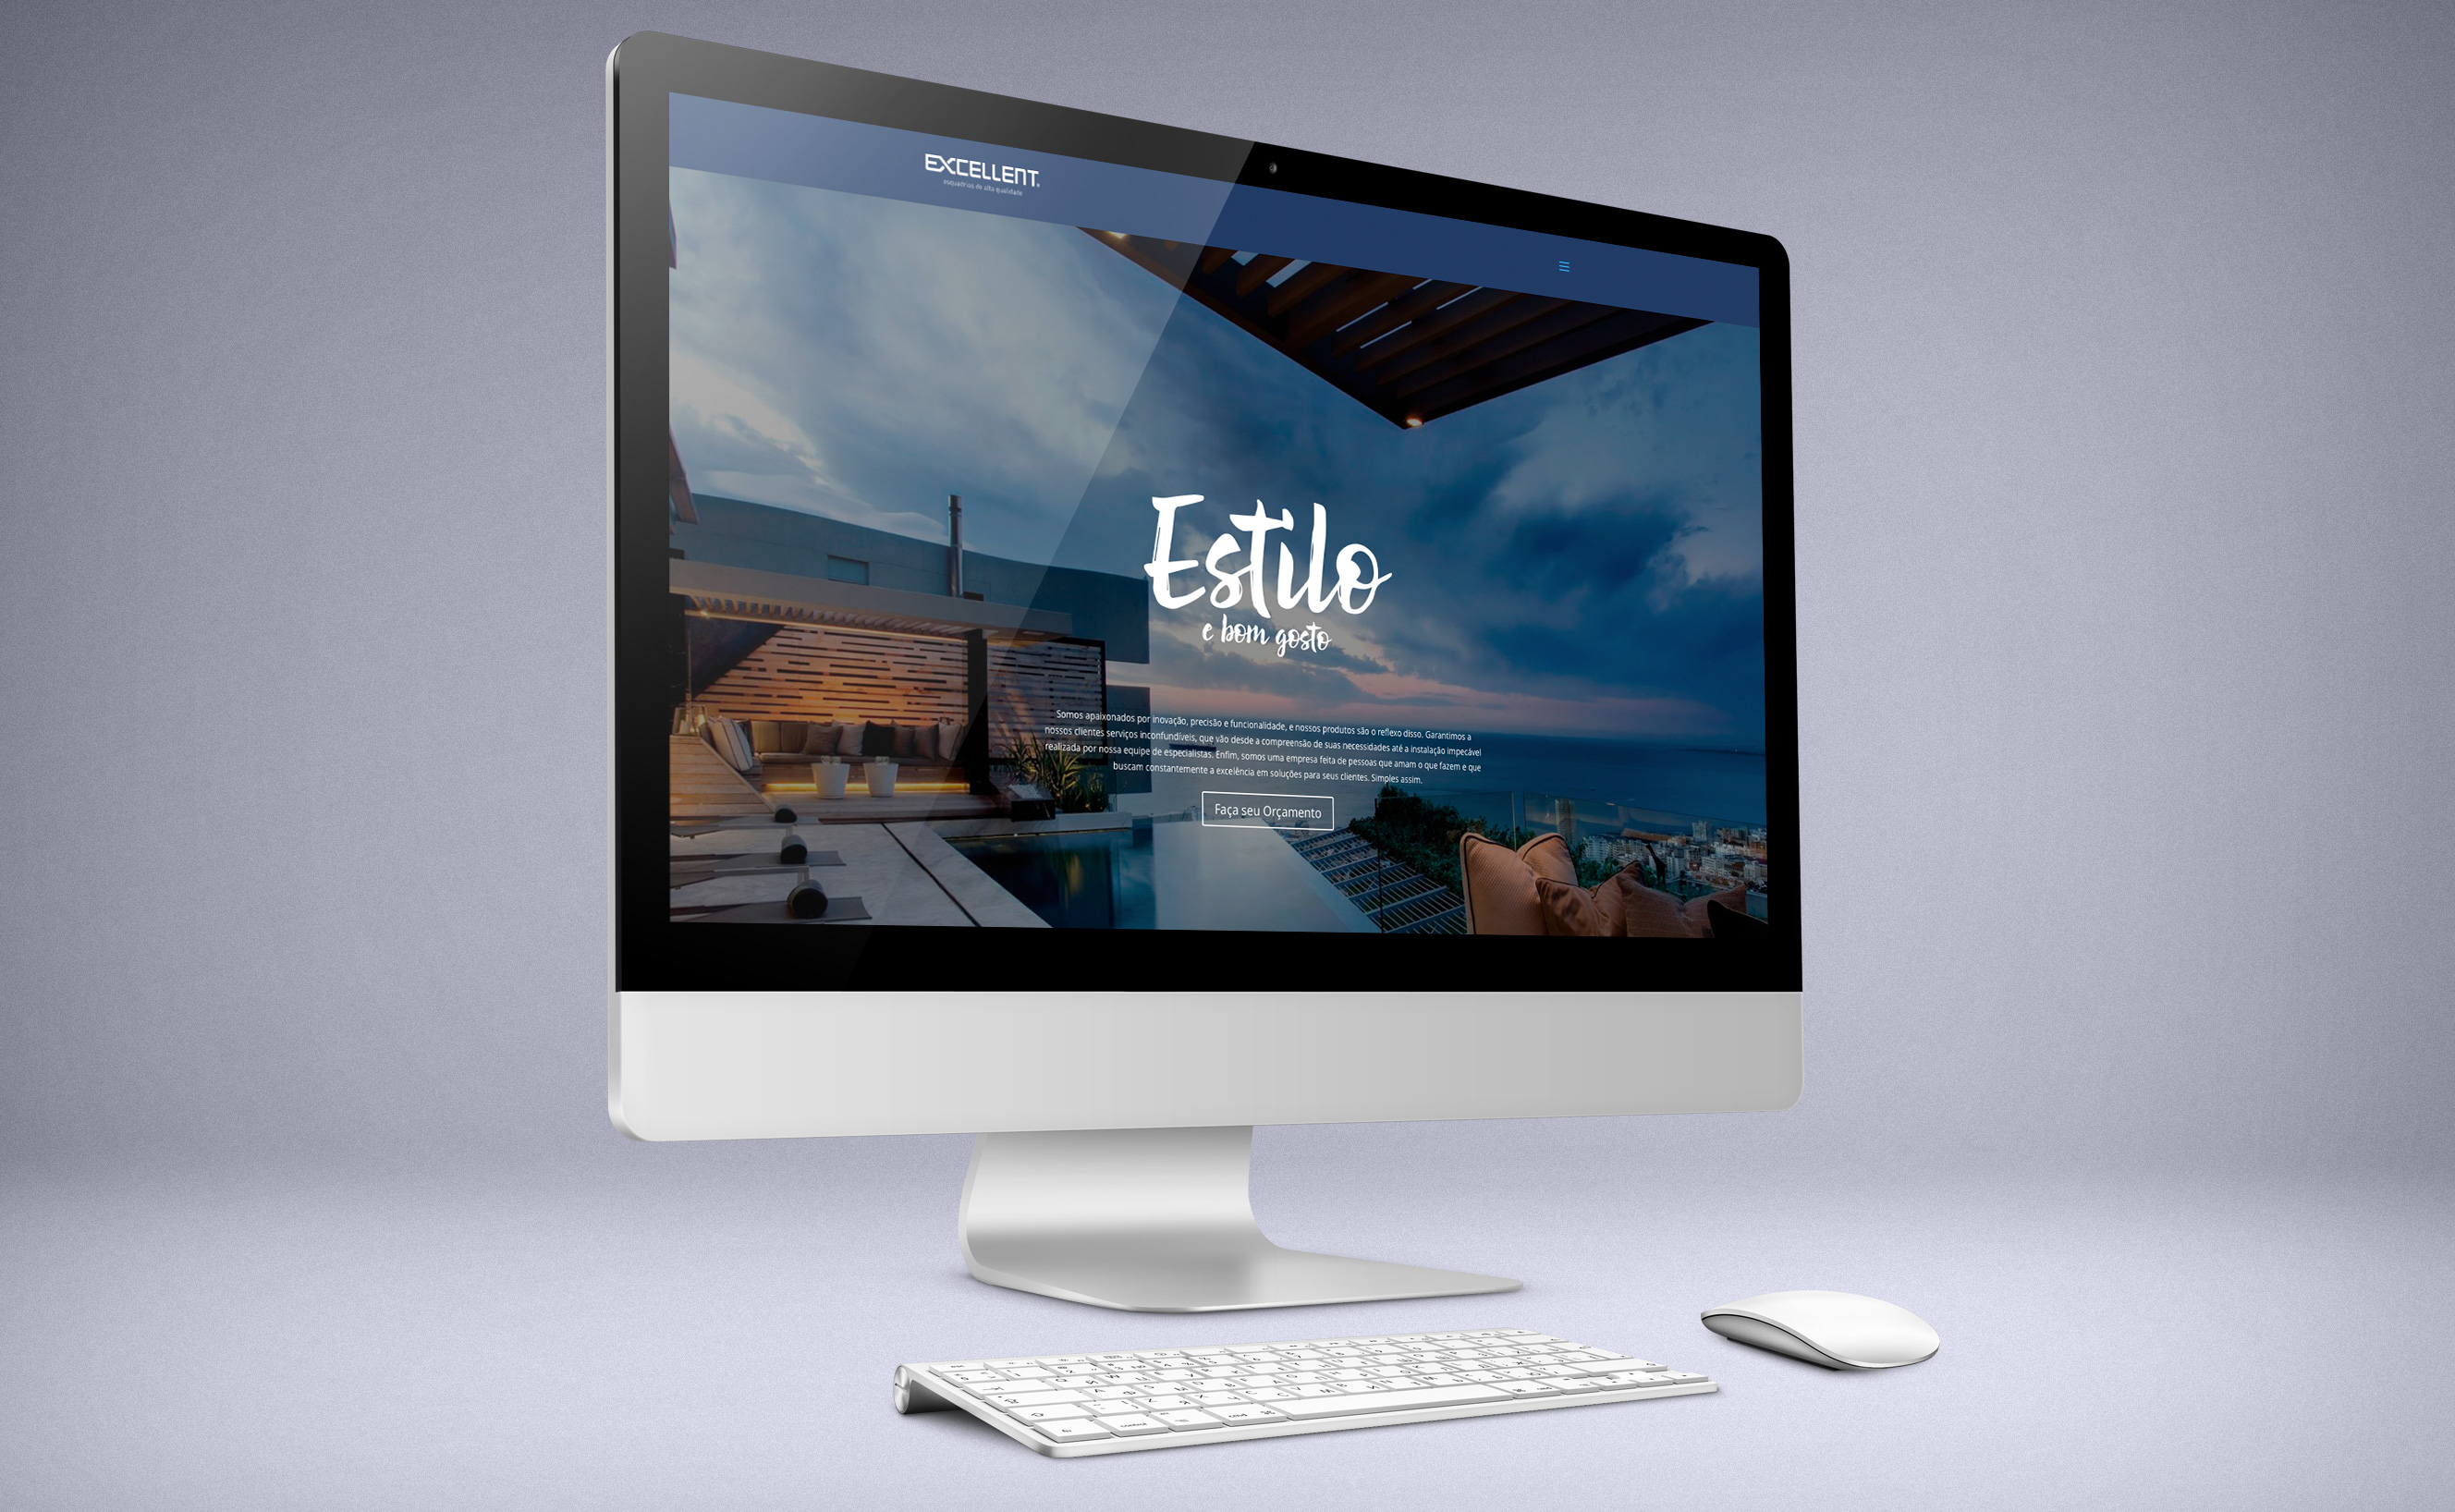 EXCELLENT
esquadrias de alta qualidade
Estilo
e bom gosto
Somos apaixonados por inovação, precisão e funcionalidade, e nossos produtos são o reflexo disso. Garantimos a
nossos clientes serviços inconfundíveis, que vão desde a compreensão de suas necessidades até a instalação impecável
realizada por nossa equipe de especialistas. Enfim, somos uma empresa feita de pessoas que amam o que fazem e que
buscam constantemente a excelência em soluções para seus clientes. Simples assim.
Faça seu Orçamento
control
cmd